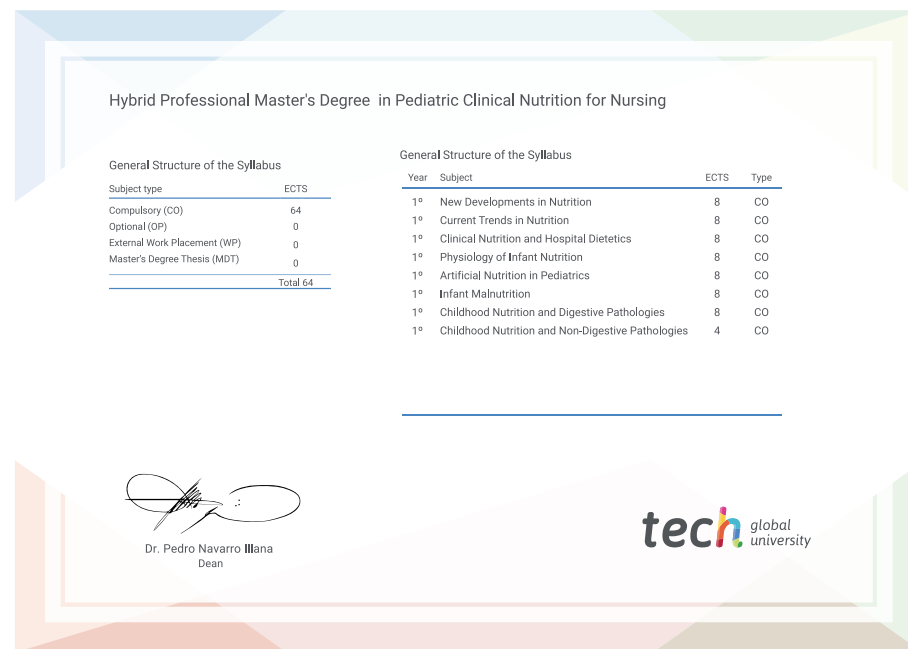 Hybrid Professional Master's Degree in Pediatric Clinical Nutrition for Nursing
General Structure of the Syllabus
Subject type ECTS
Compulsory (CO) 64
Optional (OP) 0
External Work Placement (WP) 0
Master's Degree Thesis (MDT) 0
Total 64
General Structure of the Syllabus
Year Subject ECTS Type
1º New Developments in Nutrition 8 CO
1º Current Trends in Nutrition 8 CO
1º Clinical Nutrition and Hospital Dietetics 8 CO
1º Physiology of Infant Nutrition 8 CO
1º Artificial Nutrition in Pediatrics 8 CO
1º Infant Malnutrition 8 CO
1º Childhood Nutrition and Digestive Pathologies 8 CO
1º Childhood Nutrition and Non-Digestive Pathologies 4 CO
Dr. Pedro Navarro Illana
Dean
tech global
university